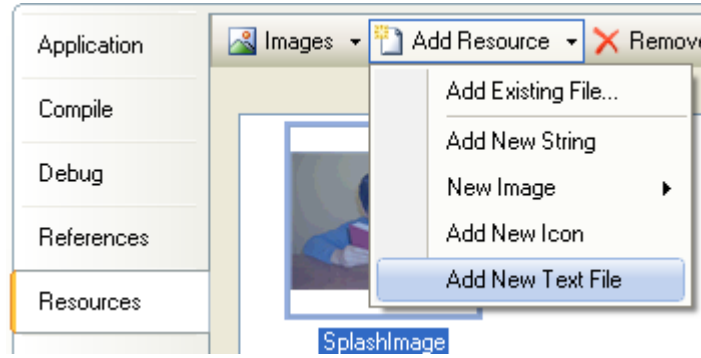 Application
Compile
Debug
References
Resources
Images
Add Resource
Remove
Add Existing File...
Add New String
New Image
Add New Icon
Add New Text File
SplashImage